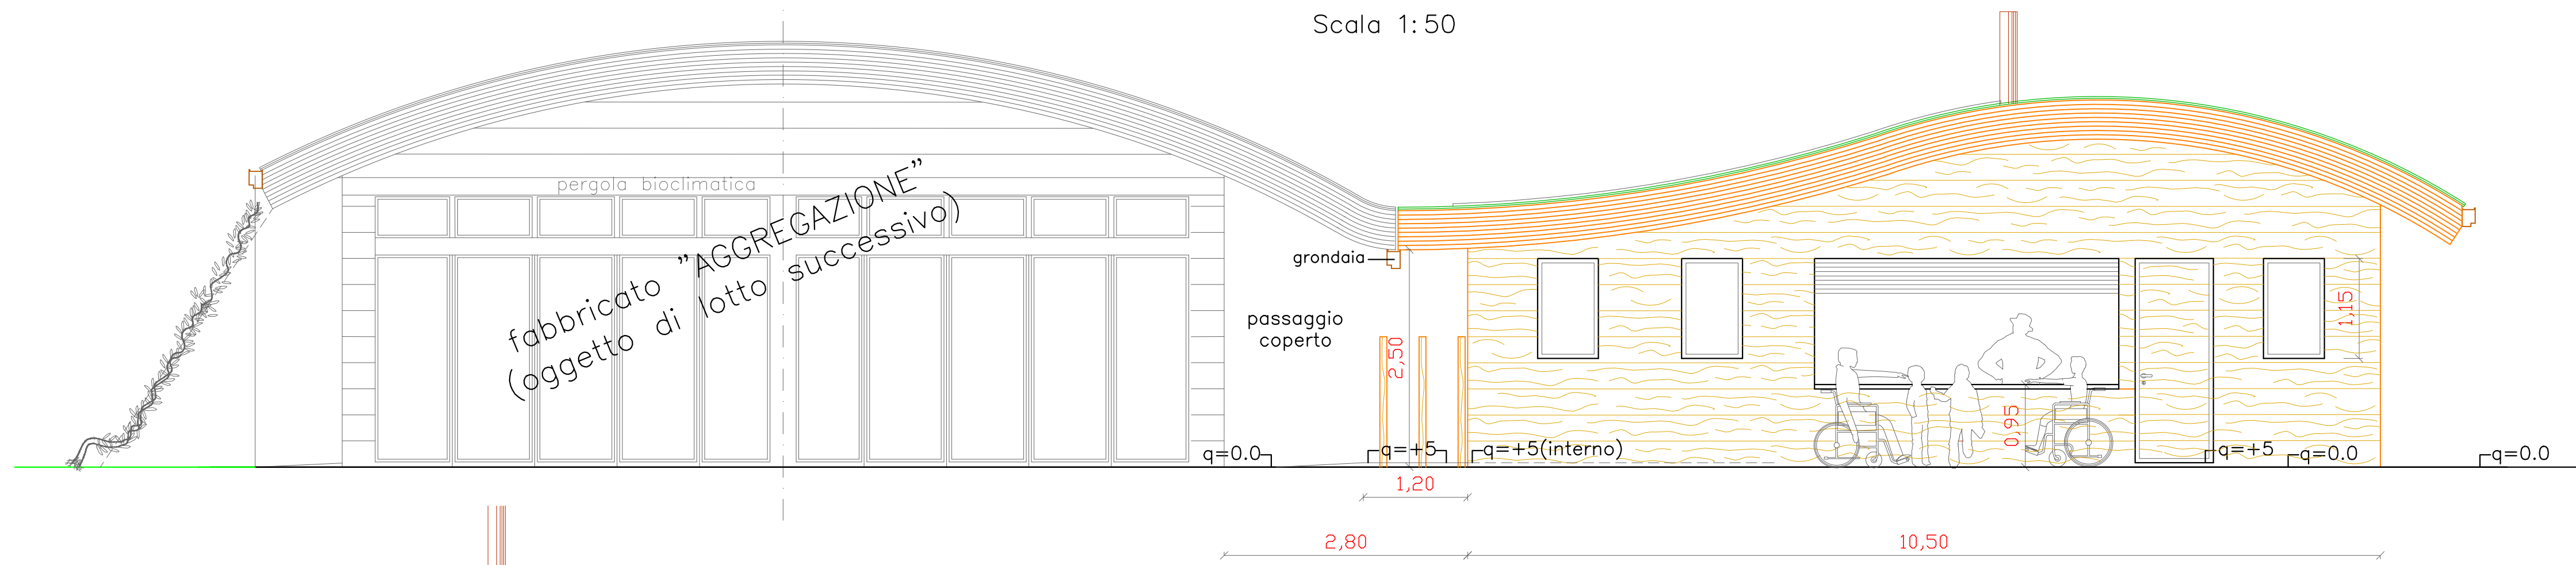 Scala 1:50
pergola bioclimatica
fabbricato "AGGREGAZIONE"
(oggetto di lotto successivo)
grondaia
passaggio
coperto
2,50
1,15
0,95
q=0.0
q=+5
q=+5(interno)
q=+5
q=0.0
q=0.0
1,20
2,80
10,50